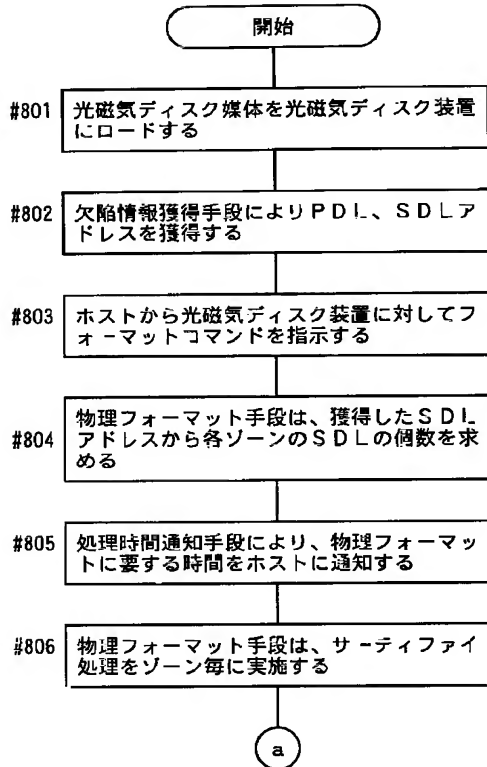 開始
#801 光磁気ディスク媒体を光磁気ディスク装置
にロードする
#802 欠陥情報獲得手段によりPDL、SDLア
ドレスを獲得する
#803 ホストから光磁気ディスク装置に対してフ
ォーマットコマンドを指示する
#804 物理フォーマット手段は、獲得したSDL
アドレスから各ゾーンのSDLの個数を求
める
#805 処理時間通知手段により、物理フォーマッ
トに要する時間をホストに通知する
#806 物理フォーマット手段は、サーティファイ
処理をゾーン毎に実施する
a